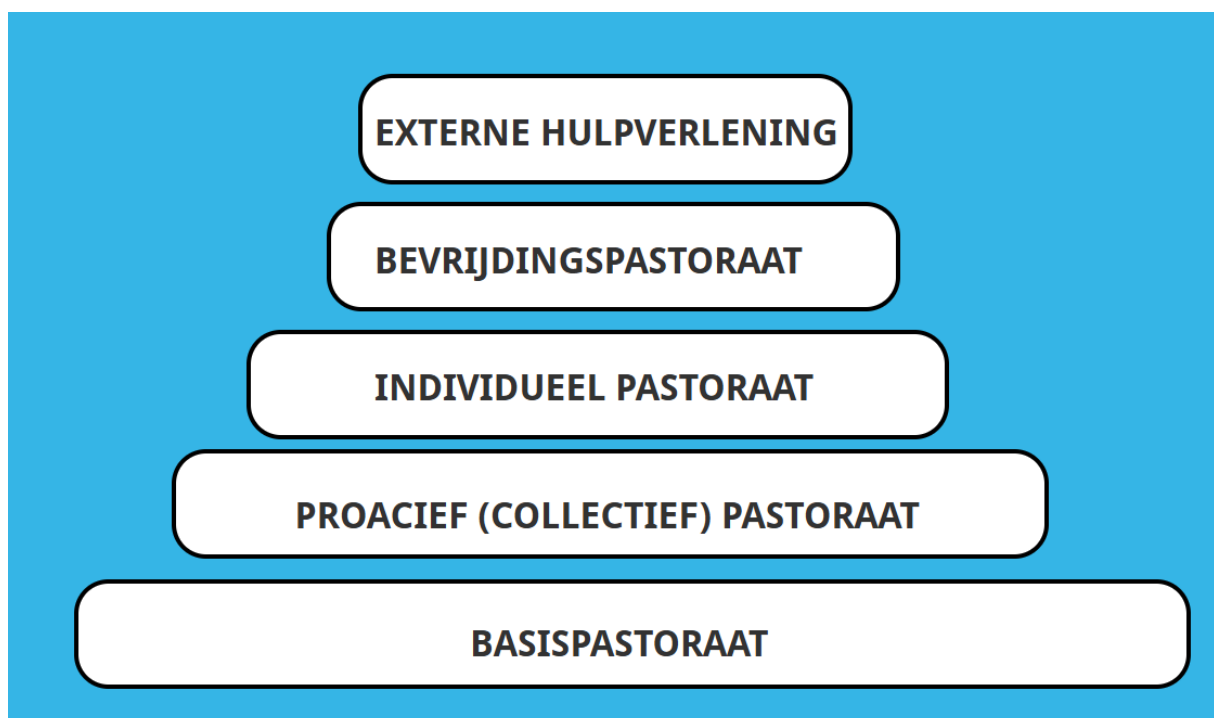 EXTERNE HULPVERLENING
BEVRIJDINGSPASTORAAT
INDIVIDUEEL PASTORAAT
PROACIEF (COLLECTIEF) PASTORAAT
BASISPASTORAAT